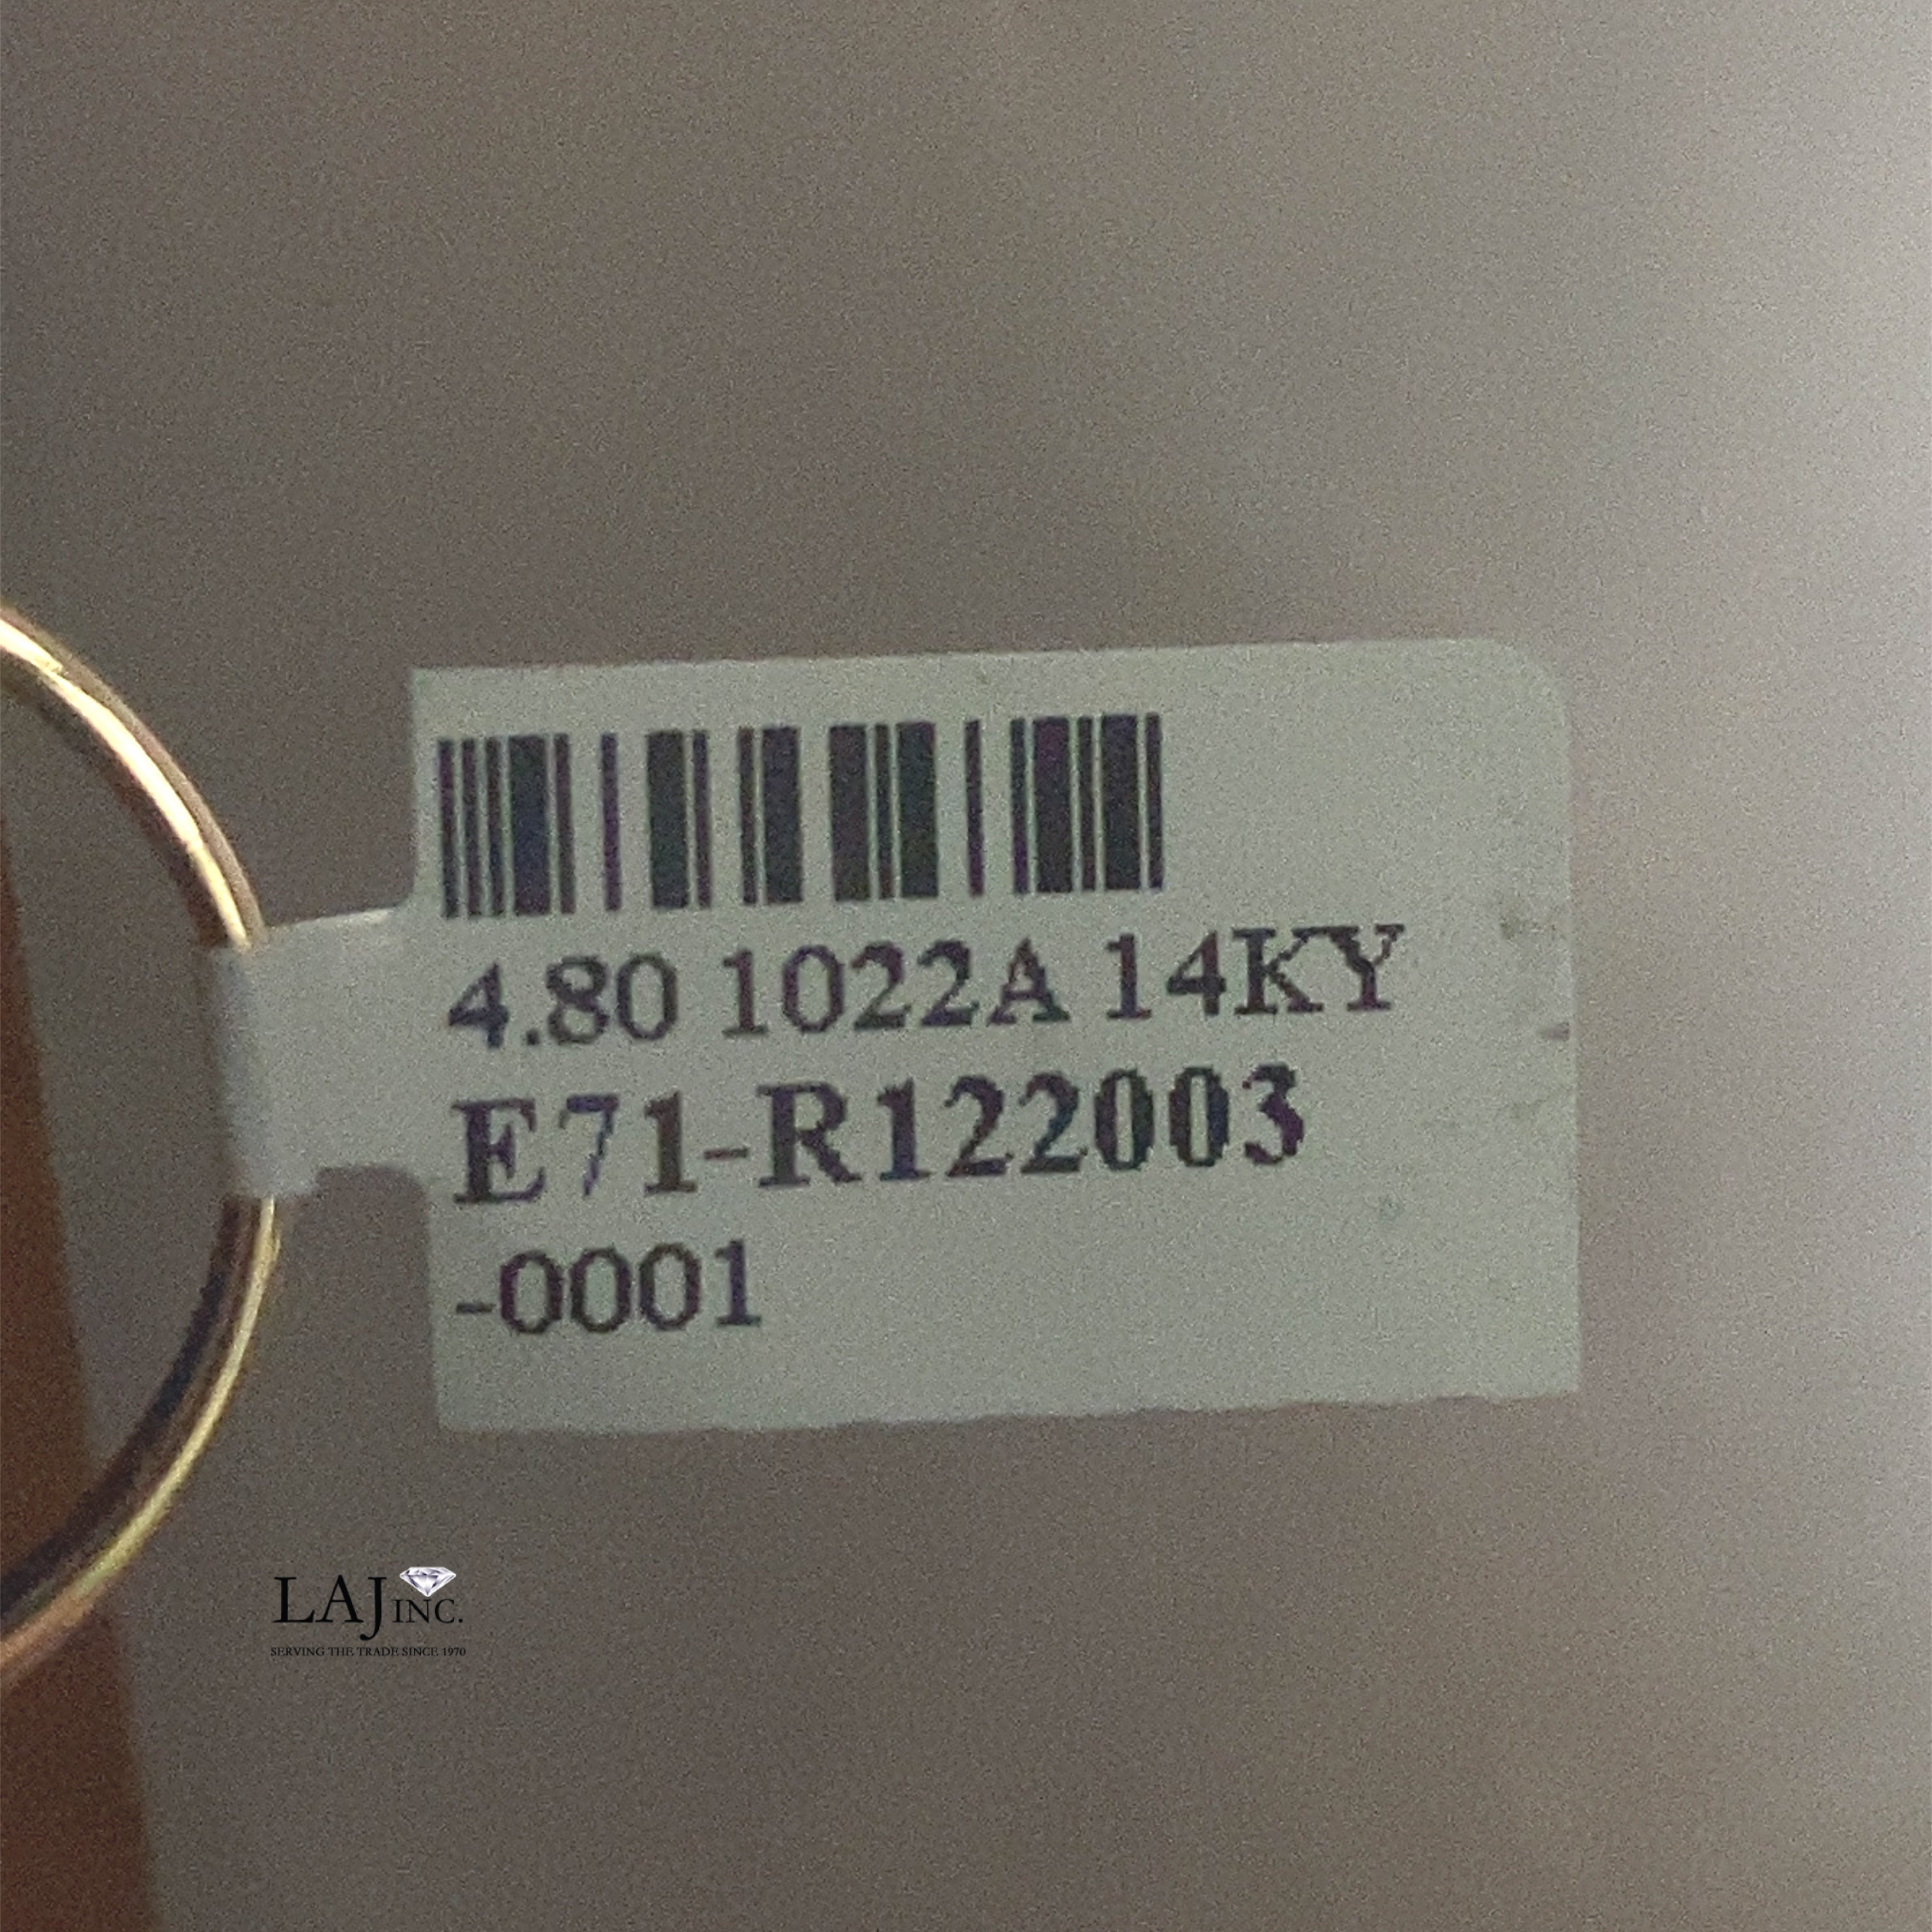 4.80 1022A 14KY
E71-R122003
-0001
LAJ INC.
SERVING THE TRADE SINCE 1970